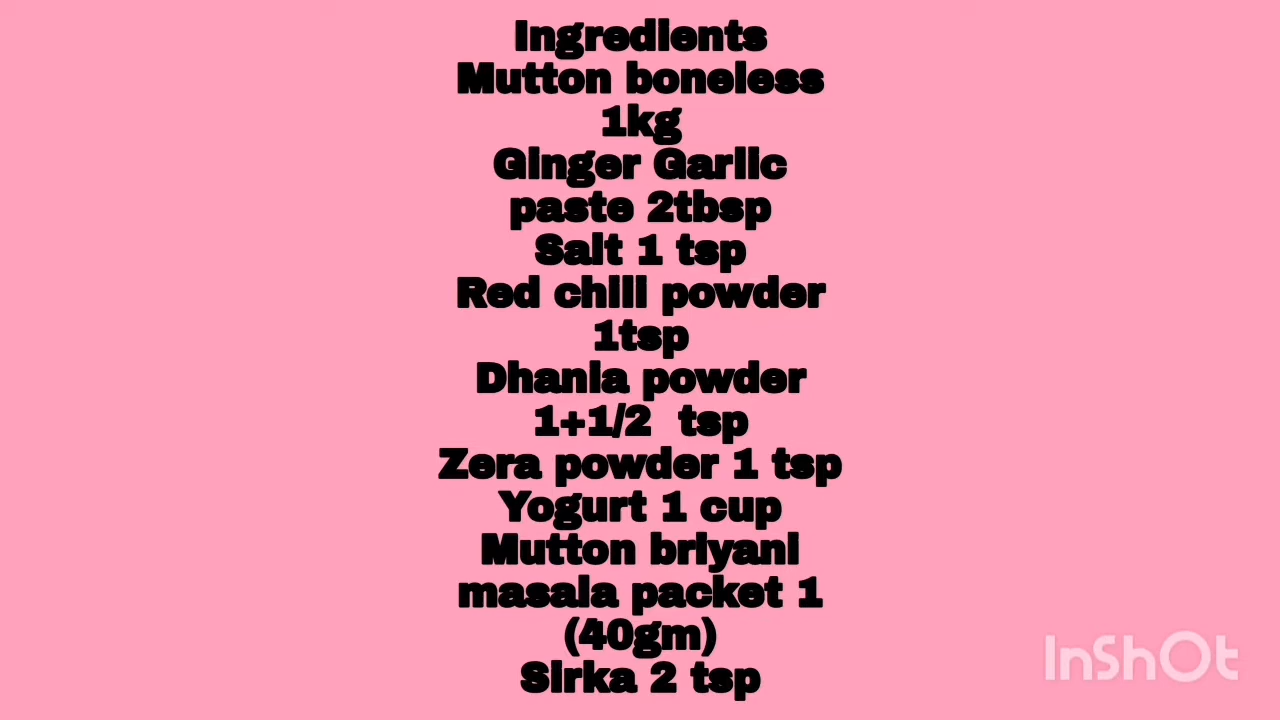 Ingredients
Mutton boneless
1kg
Ginger Garlic
paste 2tbsp
Salt 1 tsp
Red chili powder
1tsp
Dhania powder
1+1/2  tsp
Zera powder 1 tsp
Yogurt 1 cup
Mutton briyani
masala packet 1
(40gm)
Sirka 2 tsp
InShOt